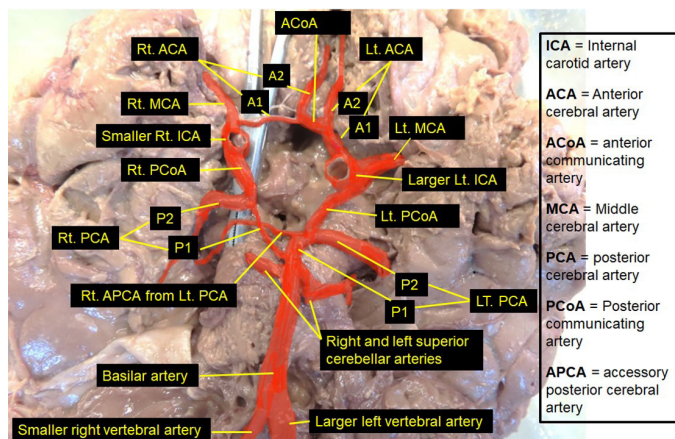 ACoA
Rt. ACA
Lt. ACA
A2
A1
A2
A1
Rt. MCA
Lt. MCA
Smaller Rt. ICA
Larger Lt. ICA
Rt. PCoA
Lt. PCoA
P2
Rt. PCA
P1
Rt. APCA from Lt. PCA
P2
LT. PCA
P1
Right and left superior
cerebellar arteries
Basilar artery
Larger left vertebral artery
Smaller right vertebral artery
ICA = Internal
carotid artery
ACA = Anterior
cerebral artery
ACoA = anterior
communicating
artery
MCA = Middle
cerebral artery
PCA = posterior
cerebral artery
PCoA = Posterior
communicating
artery
APCA = accessory
posterior cerebral
artery